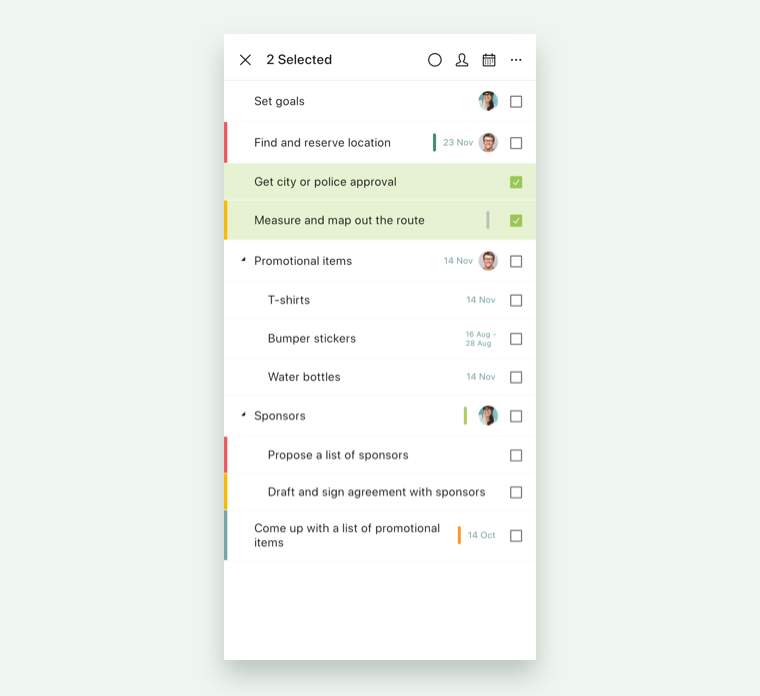 2 Selected
Set goals
Find and reserve location 23 Nov
Get city or police approval
Measure and map out the route
Promotional items 14 Nov
T-shirts 14 Nov
Bumper stickers 16 Aug -
28 Aug
Water bottles 14 Nov
Sponsors
Propose a list of sponsors
Draft and sign agreement with sponsors
Come up with a list of promotional
items
14 Oct